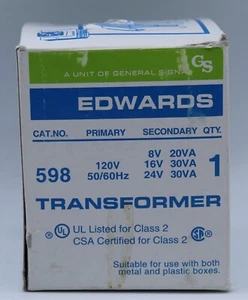 GS
A UNIT OF GENERAL SIGNAL
EDWARDS
CAT.NO. PRIMARY SECONDARY QTY.
598 120V 50/60Hz 8V 20VA 16V 30VA 24V 30VA 1
TRANSFORMER
UL Listed for Class 2
CSA Certified for Class 2
Suitable for use with both
metal and plastic boxes.